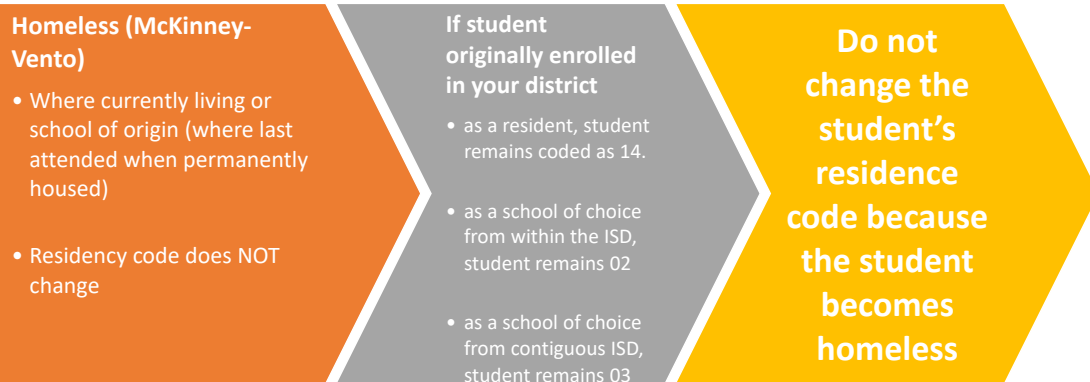 Homeless (McKinney-
Vento)
• Where currently living or
school of origin (where last
attended when permanently
housed)
• Residency code does NOT
change
If student
originally enrolled
in your district
• as a resident, student
remains coded as 14.
• as a school of choice
from within the ISD,
student remains 02
• as a school of choice
from contiguous ISD,
student remains 03
Do not
change the
student’s
residence
code because
the student
becomes
homeless